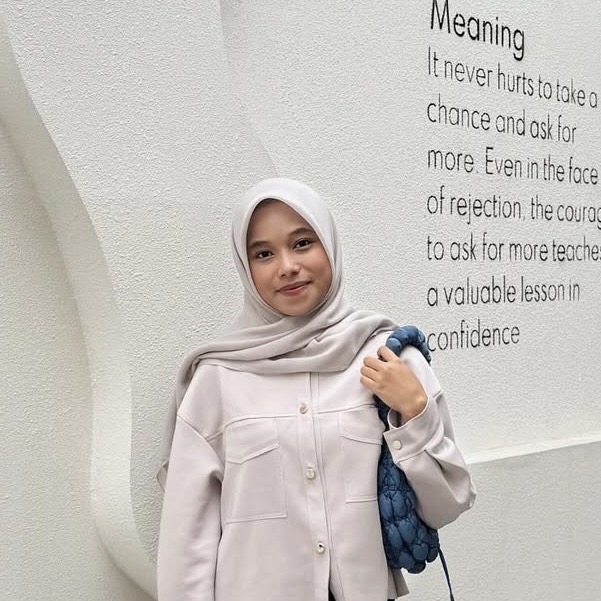 Meaning
It never hurts to take a
chance and ask for
more. Even in the face
of rejection, the courag
to ask for more teache
a valuable lesson in
confidence